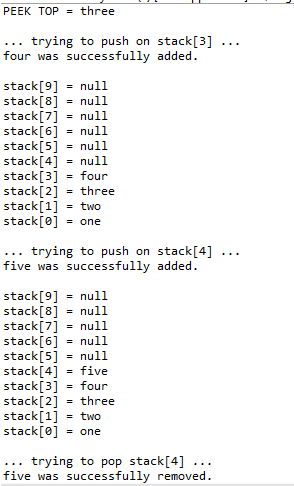 PEEK TOP = three
... trying to push on stack[3] ...
four was successfully added.
stack[9] = null
stack[8] = null
stack[7] = null
stack[6] = null
stack[5] = null
stack[4] = null
stack[3] = four
stack[2] = three
stack[1] = two
stack[0] = one
... trying to push on stack[4] ...
five was successfully added.
stack[9] = null
stack[8] = null
stack[7] = null
stack[6] = null
stack[5] = null
stack[4] = five
stack[3] = four
stack[2] = three
stack[1] = two
stack[0] = one
... trying to pop stack[4] ...
five was successfully removed.